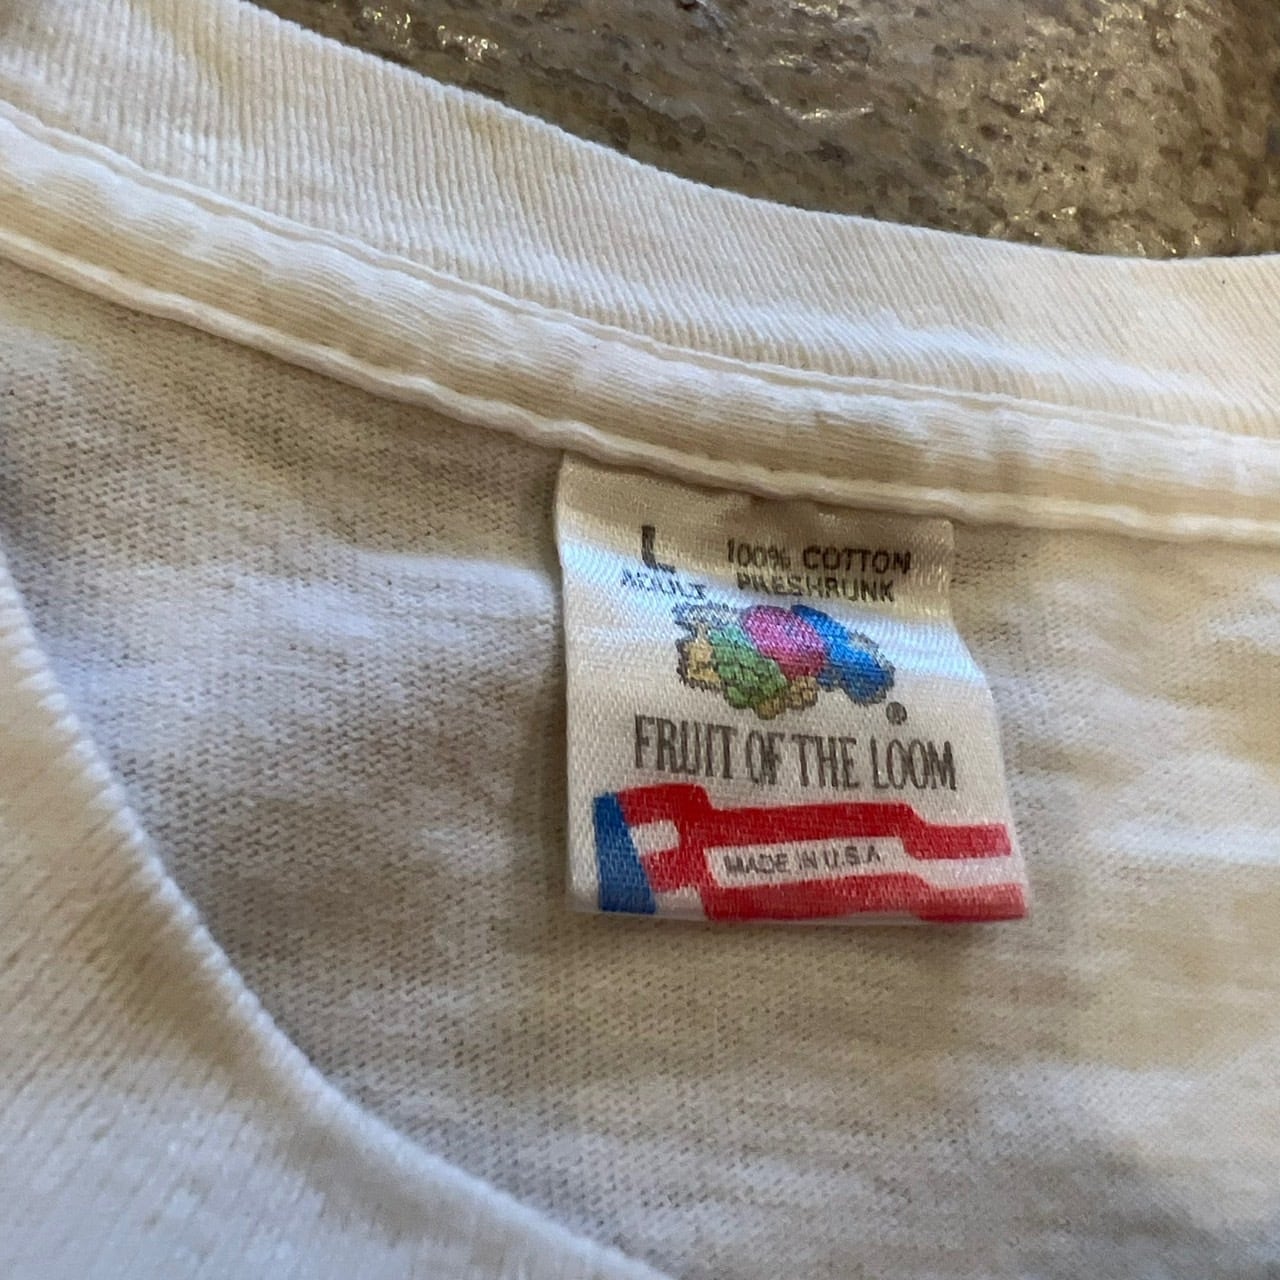 L 100% COTTON
ADULT PRESHRUNK
®
FRUIT OF THE LOOM
MADE IN U.S.A.